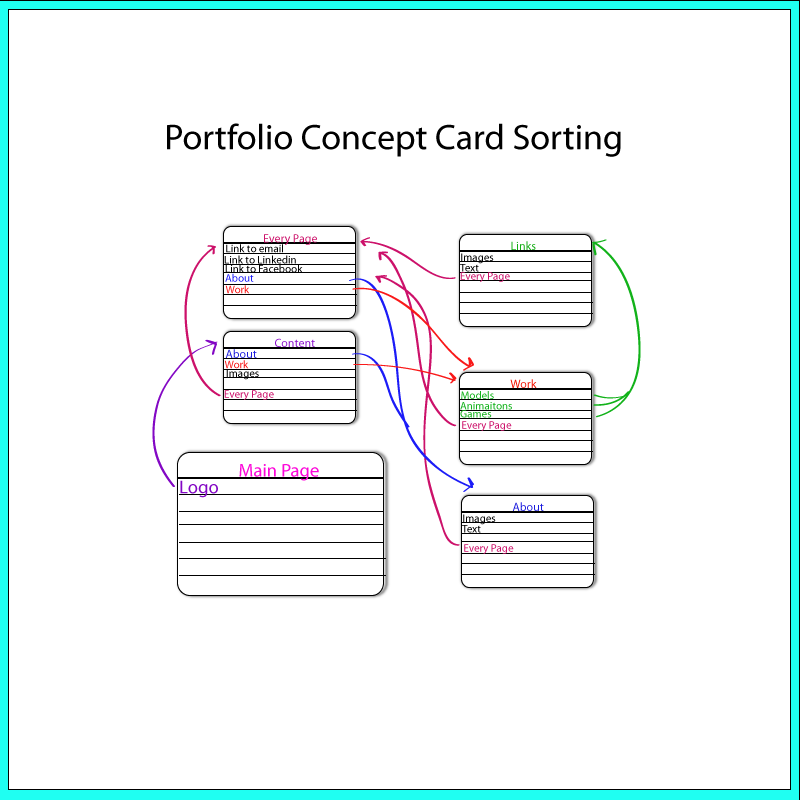 Portfolio Concept Card Sorting
Every Page
Link to email
Link to Linkedin
Link to Facebook
About
Work
Links
Images
Text
Every Page
Content
About
Work
Images
Every Page
Work
Models
Animaitons
Games
Every Page
Main Page
Logo
About
Images
Text
Every Page